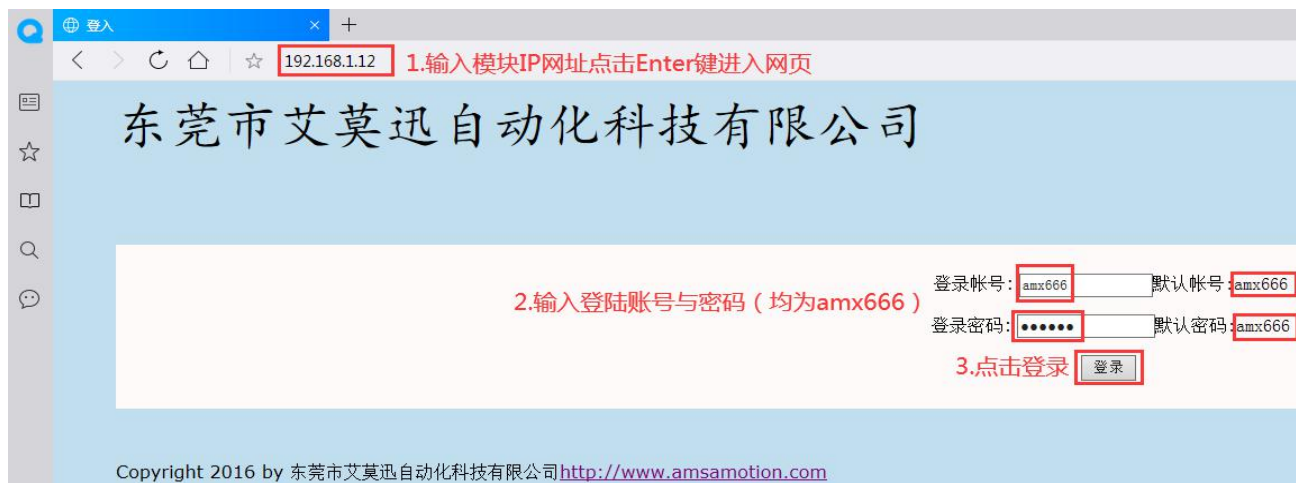 登入
192.168.1.12 1.输入模块IP网址点击Enter键进入网页
东莞市艾莫迅自动化科技有限公司
登录帐号: amx666 默认帐号:amx666
2.输入登陆账号与密码（均为amx666）
登录密码: ●●●●●● 默认密码:amx666
3.点击登录 登录
Copyright 2016 by 东莞市艾莫迅自动化科技有限公司http://www.amsamotion.com